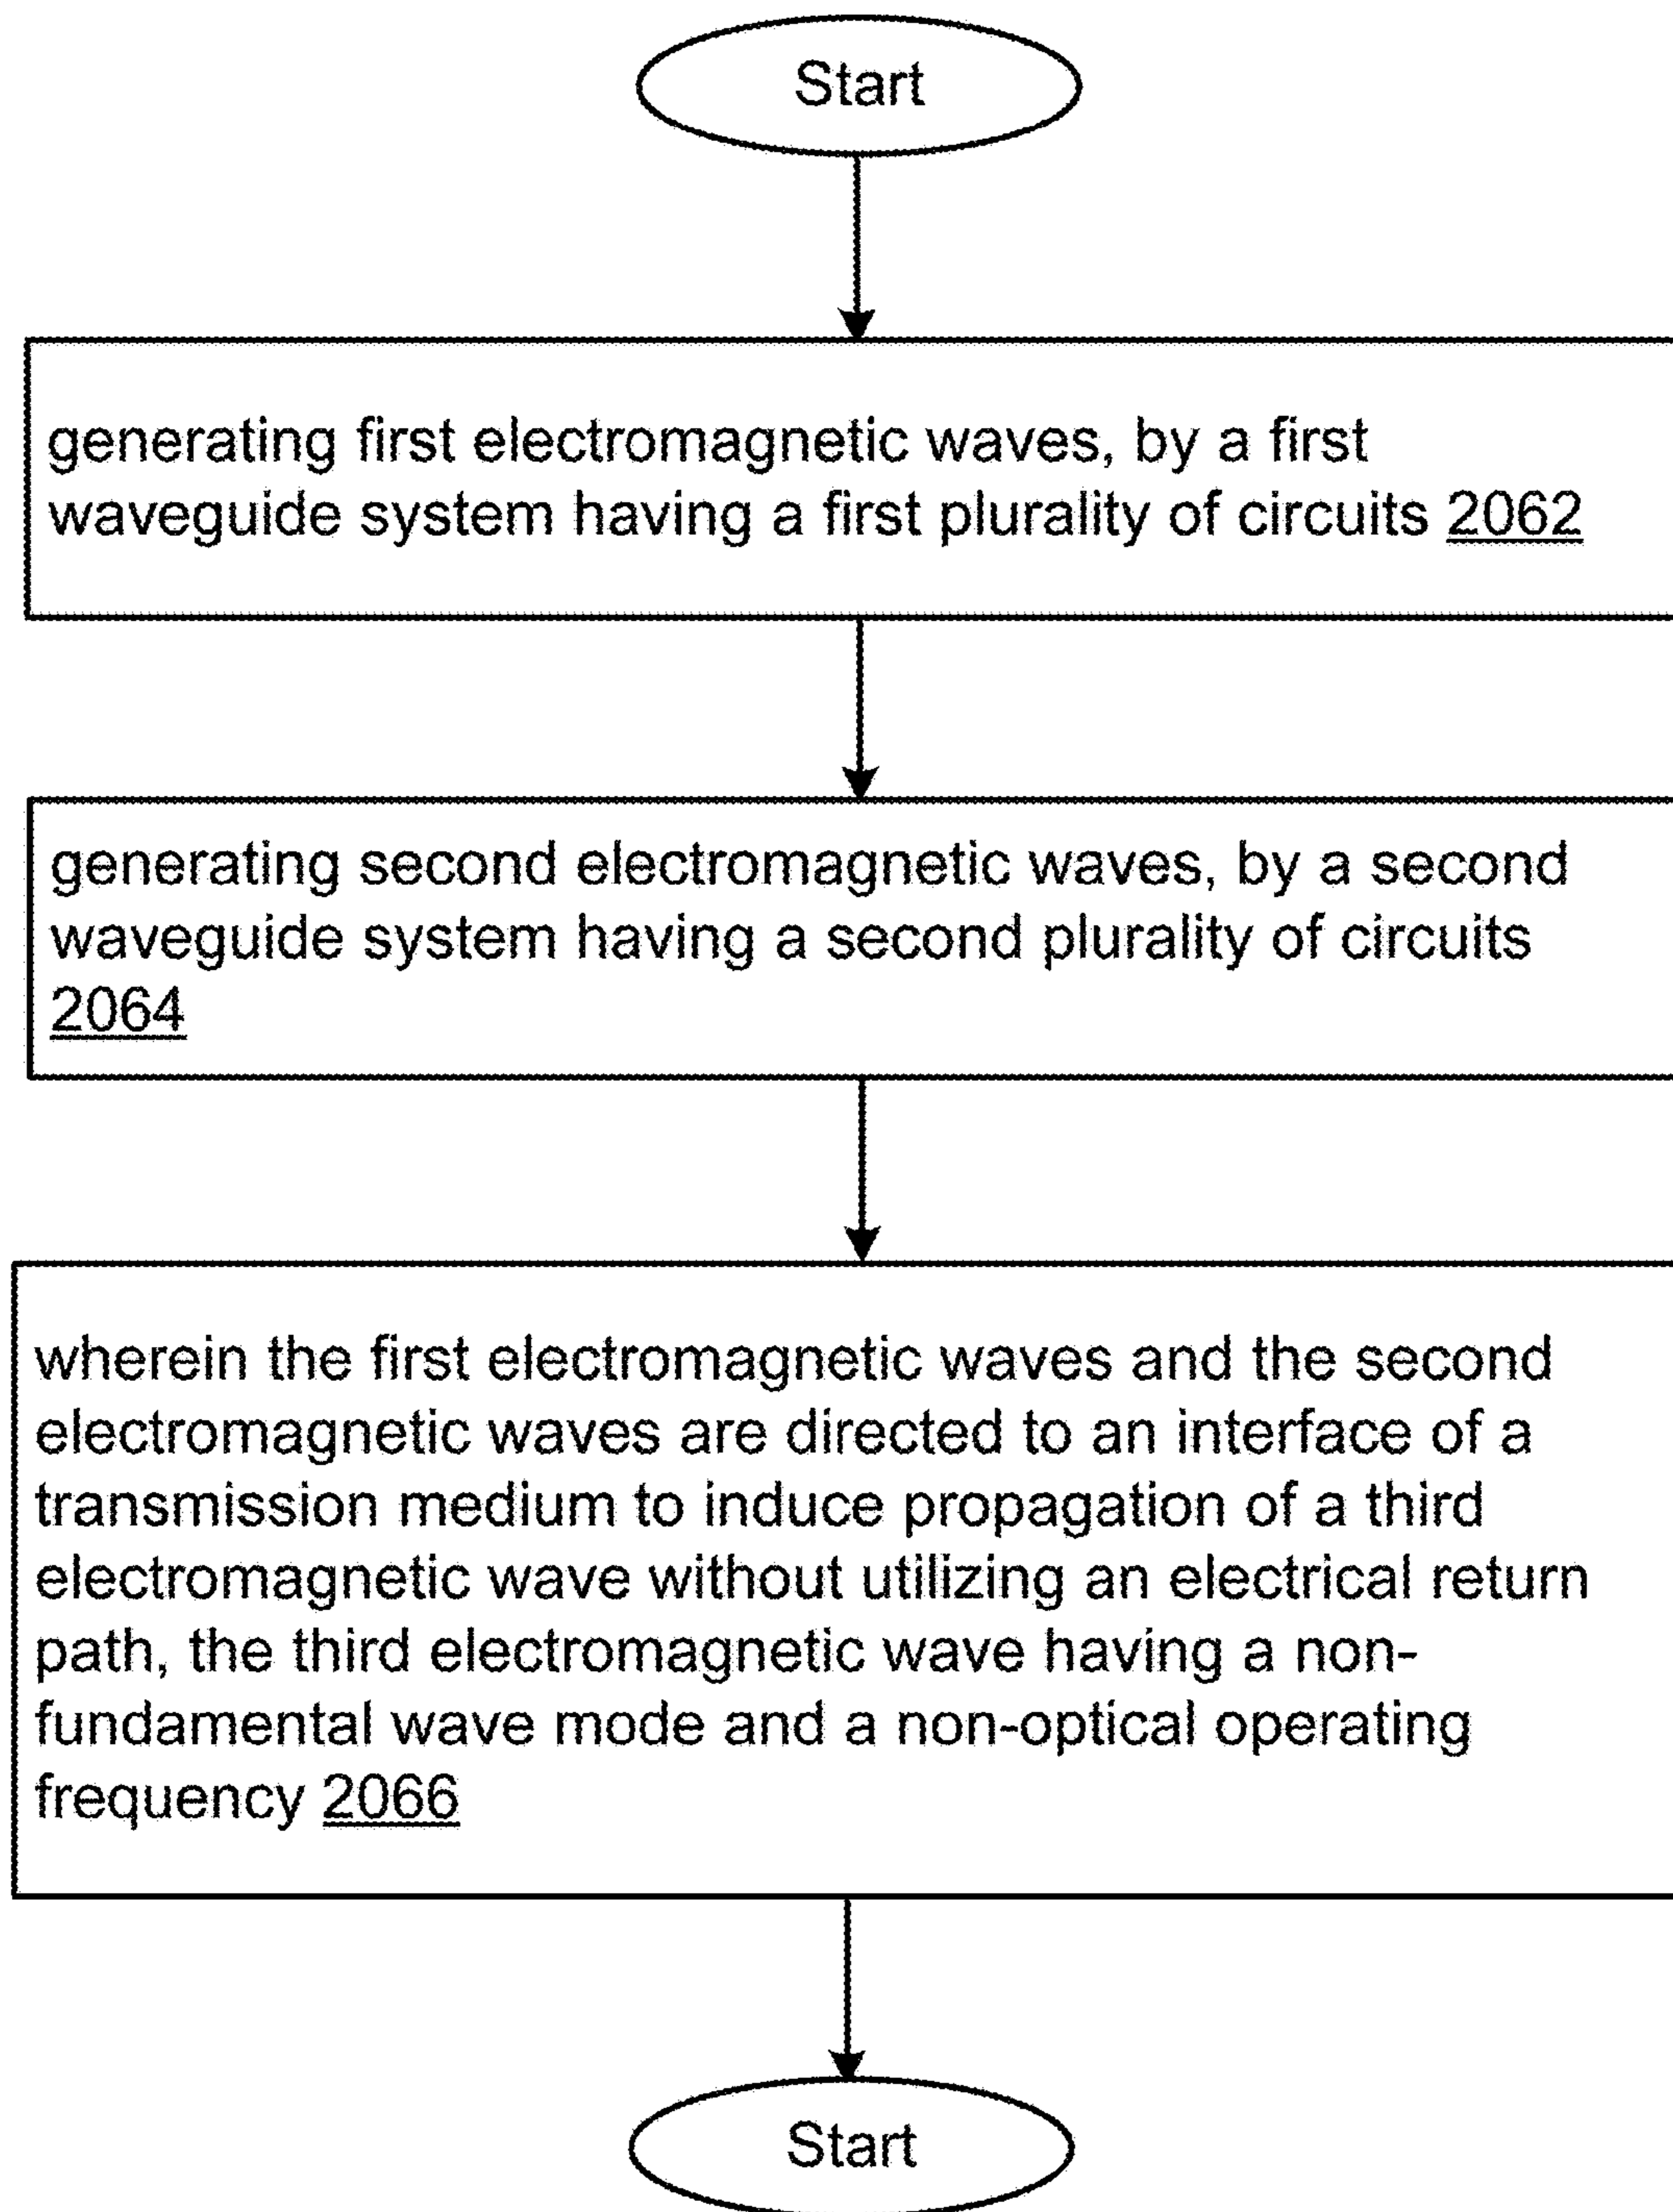 Start
generating first electromagnetic waves, by a first
waveguide system having a first plurality of circuits 2062
generating second electromagnetic waves, by a second
waveguide system having a second plurality of circuits
2064
wherein the first electromagnetic waves and the second
electromagnetic waves are directed to an interface of a
transmission medium to induce propagation of a third
electromagnetic wave without utilizing an electrical return
path, the third electromagnetic wave having a non-
fundamental wave mode and a non-optical operating
frequency 2066
Start